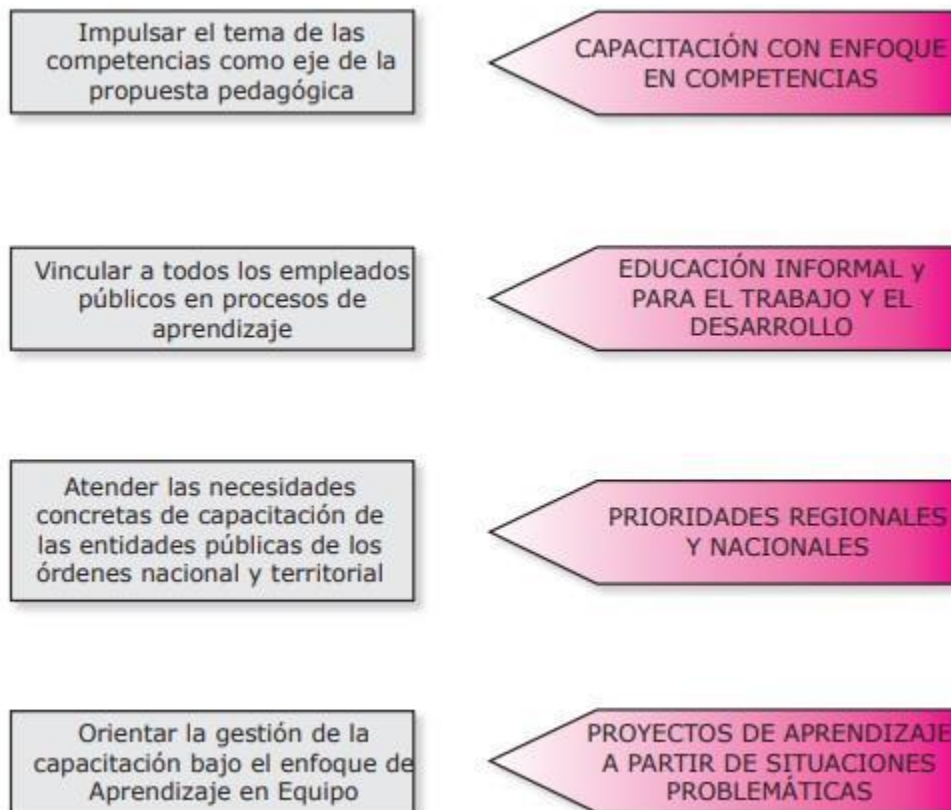 Impulsar el tema de las
competencias como eje de la
propuesta pedagógica
CAPACITACIÓN CON ENFOQUE
EN COMPETENCIAS
Vincular a todos los empleados
públicos en procesos de
aprendizaje
EDUCACIÓN INFORMAL y
PARA EL TRABAJO Y EL
DESARROLLO
Atender las necesidades
concretas de capacitación de
las entidades públicas de los
órdenes nacional y territorial
PRIORIDADES REGIONALES
Y NACIONALES
Orientar la gestión de la
capacitación bajo el enfoque de
Aprendizaje en Equipo
PROYECTOS DE APRENDIZAJE
A PARTIR DE SITUACIONES
PROBLEMÁTICAS